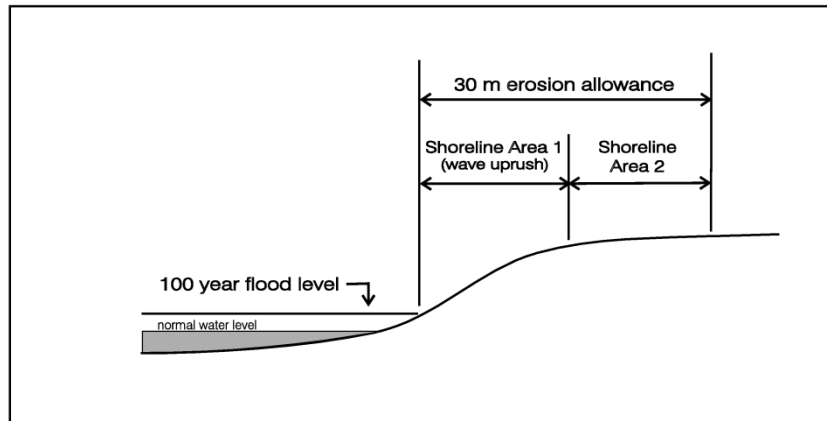 30 m erosion allowance
Shoreline Area 1
(wave uprush)
Shoreline
Area 2
100 year flood level
normal water level